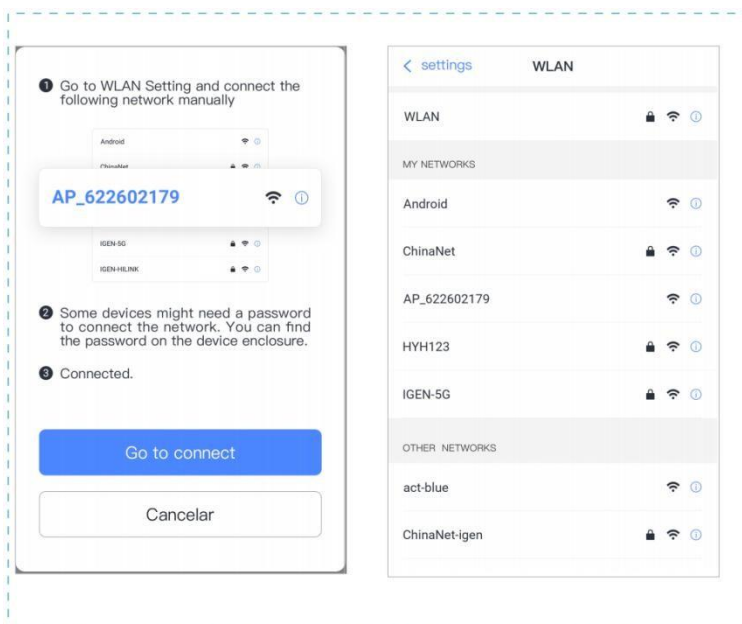 1 Go to WLAN Setting and connect the
following network manually
Android
ChinaNet
AP_622602179
IGEN-5G
IGEN-HILINK
2 Some devices might need a password
to connect the network. You can find
the password on the device enclosure.
3 Connected.
Go to connect
Cancelar
settings WLAN
WLAN
MY NETWORKS
Android
ChinaNet
AP_622602179
HYH123
IGEN-5G
OTHER NETWORKS
act-blue
ChinaNet-igen